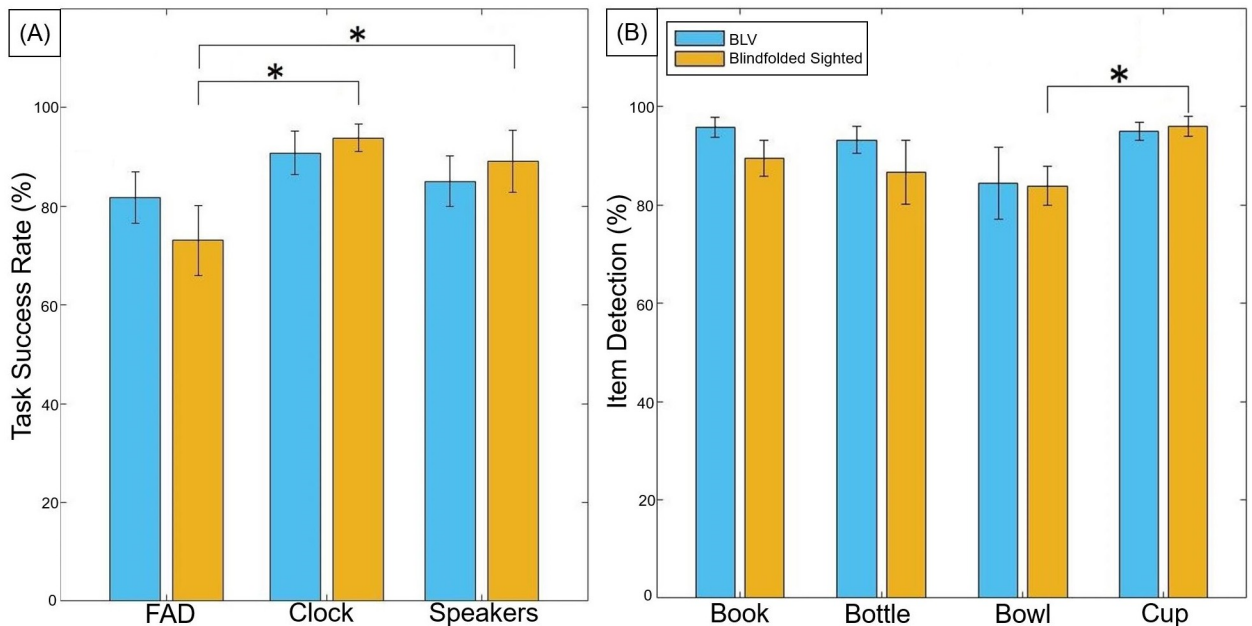 (A)
Task Success Rate (%)
100
80
60
40
20
0
FAD Clock Speakers
*
*
(B)
BLV
Blindfolded Sighted
Item Detection (%)
100
80
60
40
20
0
Book Bottle Bowl Cup
*